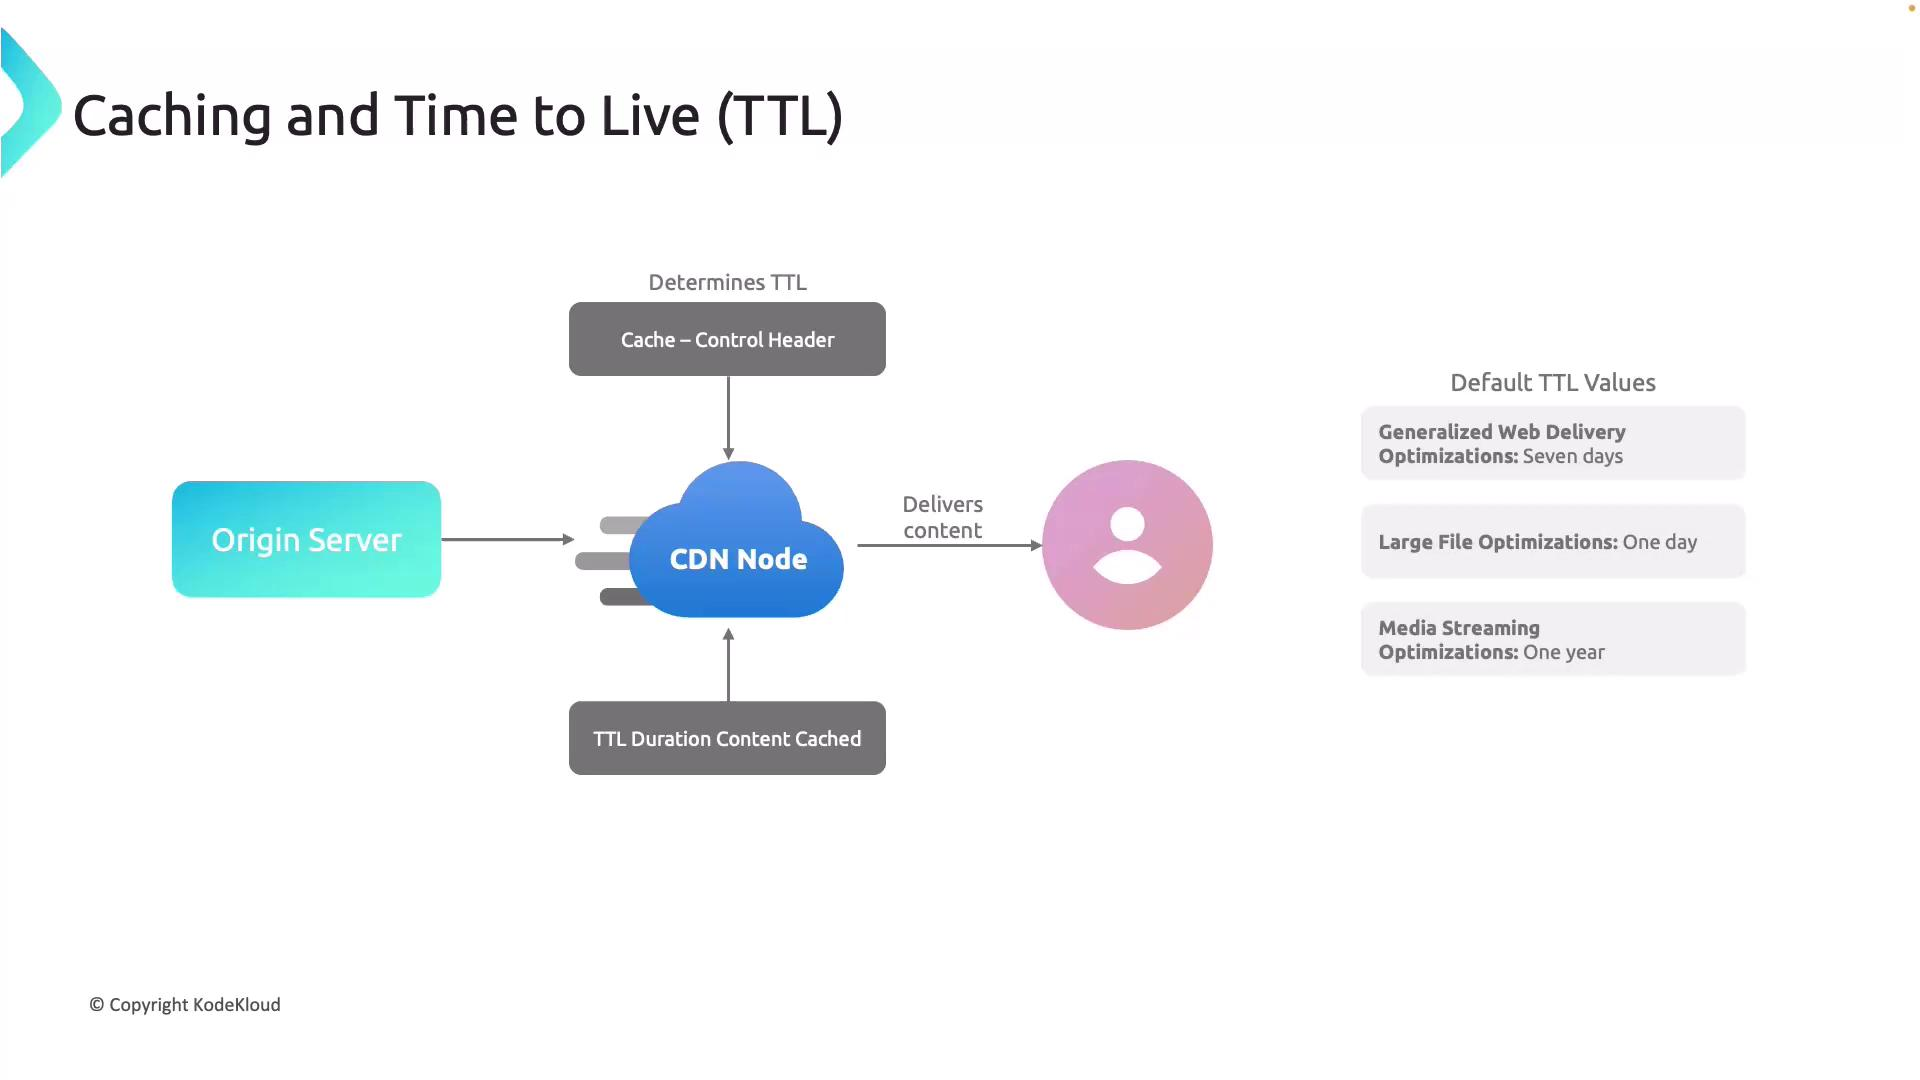 Caching and Time to Live (TTL)
Determines TTL
Cache – Control Header
Origin Server
CDN Node
Delivers
content
TTL Duration Content Cached
Default TTL Values
Generalized Web Delivery
Optimizations: Seven days
Large File Optimizations: One day
Media Streaming
Optimizations: One year
© Copyright KodeKloud